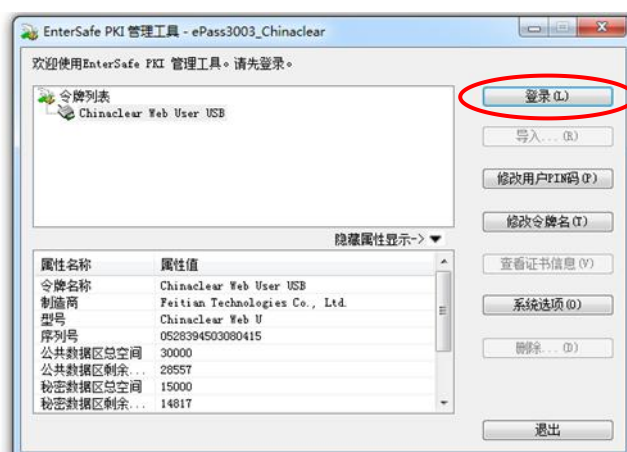 EnterSafe PKI 管理工具 - ePass3003_Chinaclear
欢迎使用EnterSafe PKI 管理工具。请先登录。
令牌列表
Chinaclear Web User USB
登录(L)
导入...(R)
修改用户PIN码(P)
修改令牌名(T)
隐藏属性显示->
查看证书信息(V)
属性名称 属性值
令牌名称 Chinaclear Web User USB
制造商 Feitian Technologies Co., Ltd.
型号 Chinaclear Web U
序列号 0528394503080415
公共数据区总空间 30000
公共数据区剩余... 28557
秘密数据区总空间 15000
秘密数据区剩余... 14817
系统选项(O)
删除...(D)
退出